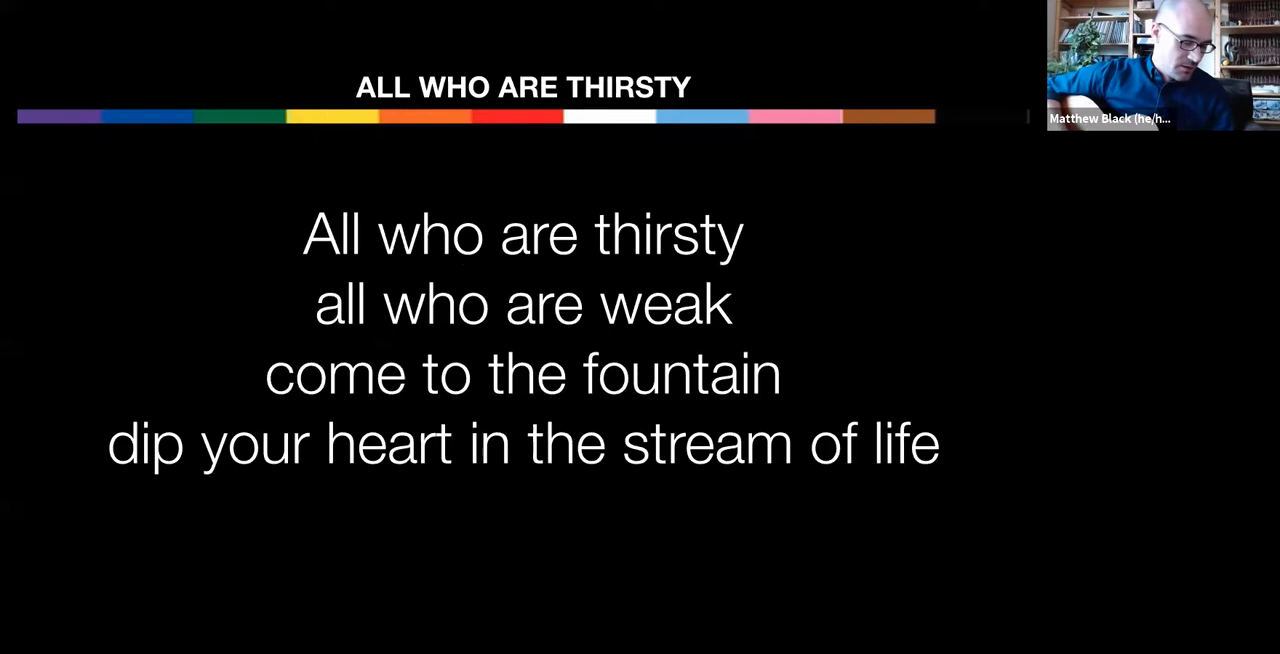 ALL WHO ARE THIRSTY
Matthew Black (he/h...
All who are thirsty
all who are weak
come to the fountain
dip your heart in the stream of life